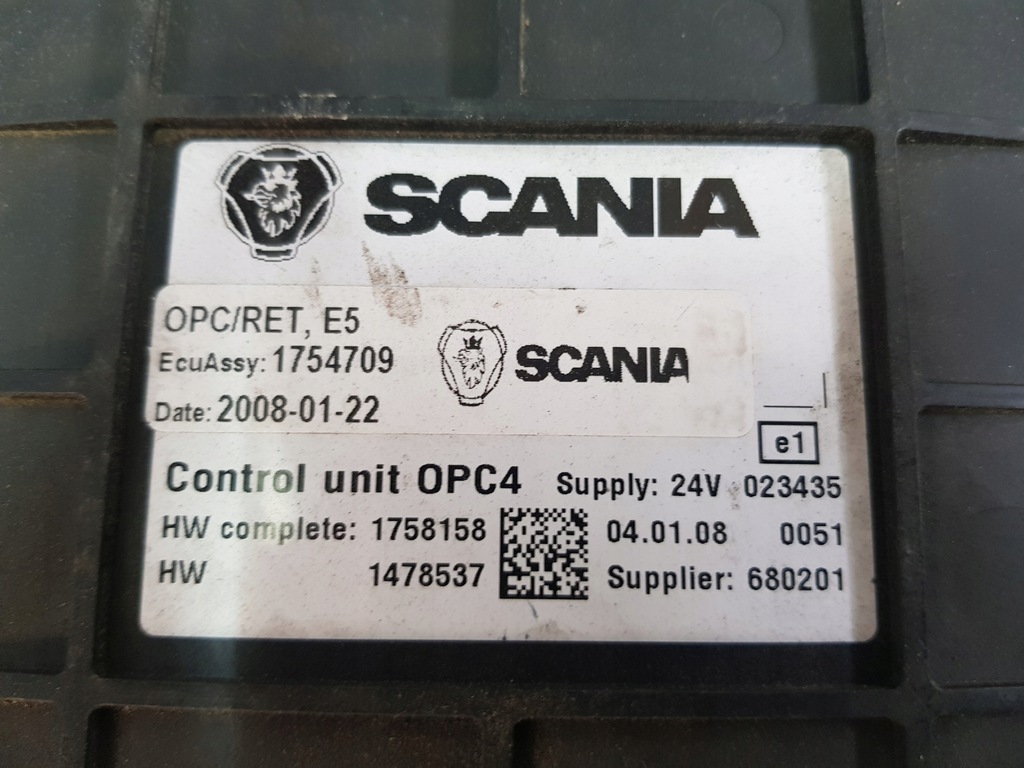 SCANIA
OPC/RET, E5
EcuAssy: 1754709
SCANIA
Date: 2008-01-22
e1
Control unit OPC4 Supply: 24V 023435
HW complete: 1758158 04.01.08 0051
HW 1478537 Supplier: 680201